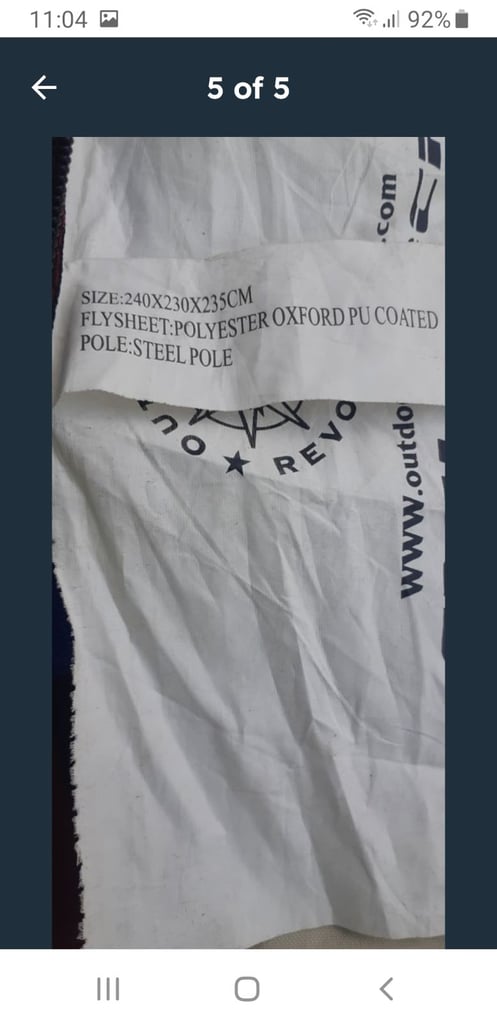 11:04 92%
5 of 5
.com
SIZE:240X230X235CM
FLYSHEET:POLYESTER OXFORD PU COATED
POLE:STEEL POLE
REVO
www.outdo